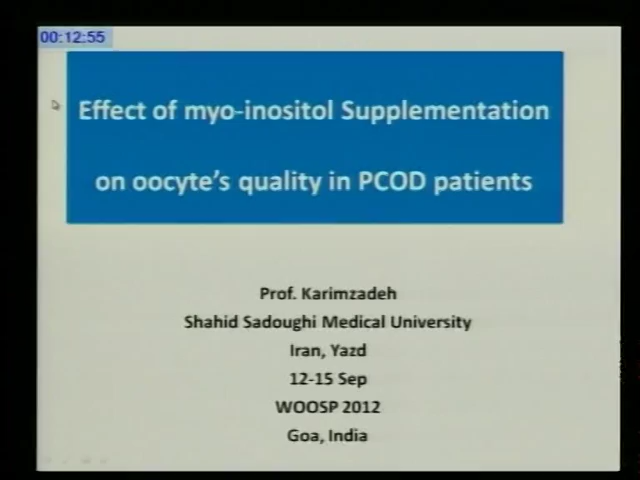 00:12:55
Effect of myo-inositol Supplementation
on oocyte's quality in PCOD patients
Prof. Karimzadeh
Shahid Sadoughi Medical University
Iran, Yazd
12-15 Sep
WOOSP 2012
Goa, India